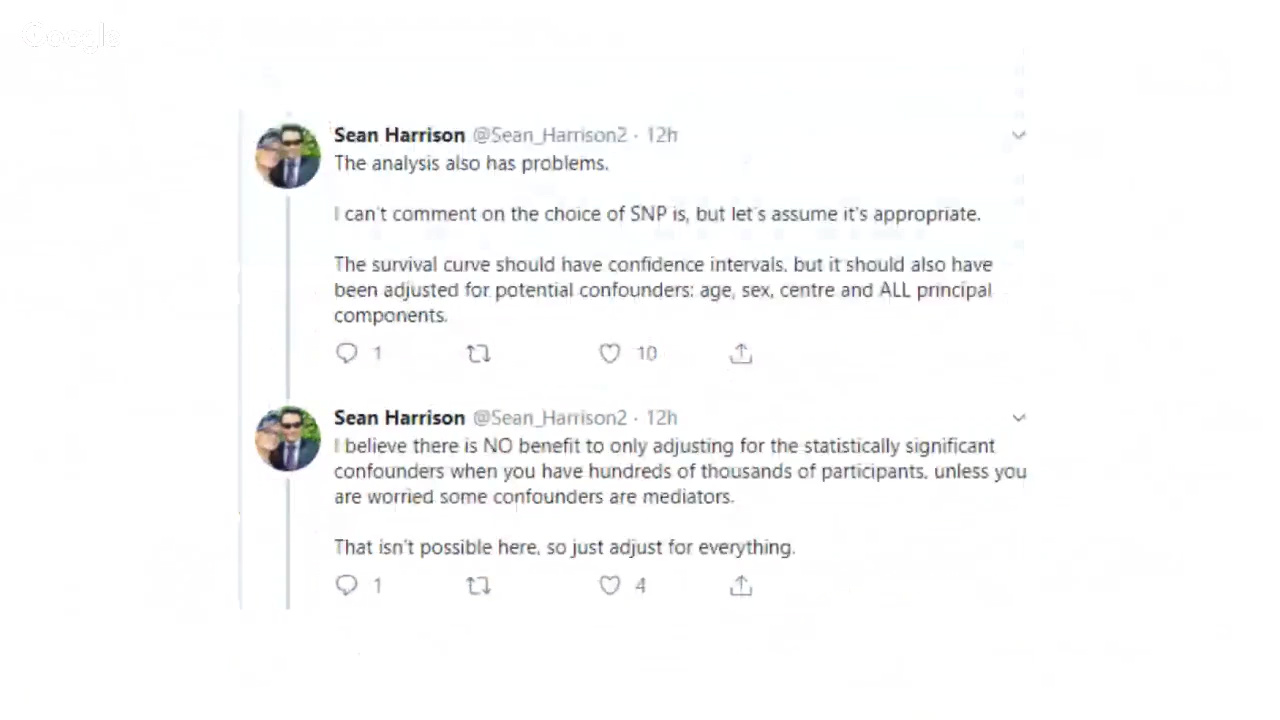 Google
Sean Harrison @Sean_Harrison2 · 12h
The analysis also has problems.
I can't comment on the choice of SNP is, but let's assume it's appropriate.
The survival curve should have confidence intervals, but it should also have
been adjusted for potential confounders: age, sex, centre and ALL principal
components.
1 10
Sean Harrison @Sean_Harrison2 · 12h
I believe there is NO benefit to only adjusting for the statistically significant
confounders when you have hundreds of thousands of participants, unless you
are worried some confounders are mediators.
That isn't possible here, so just adjust for everything.
1 4